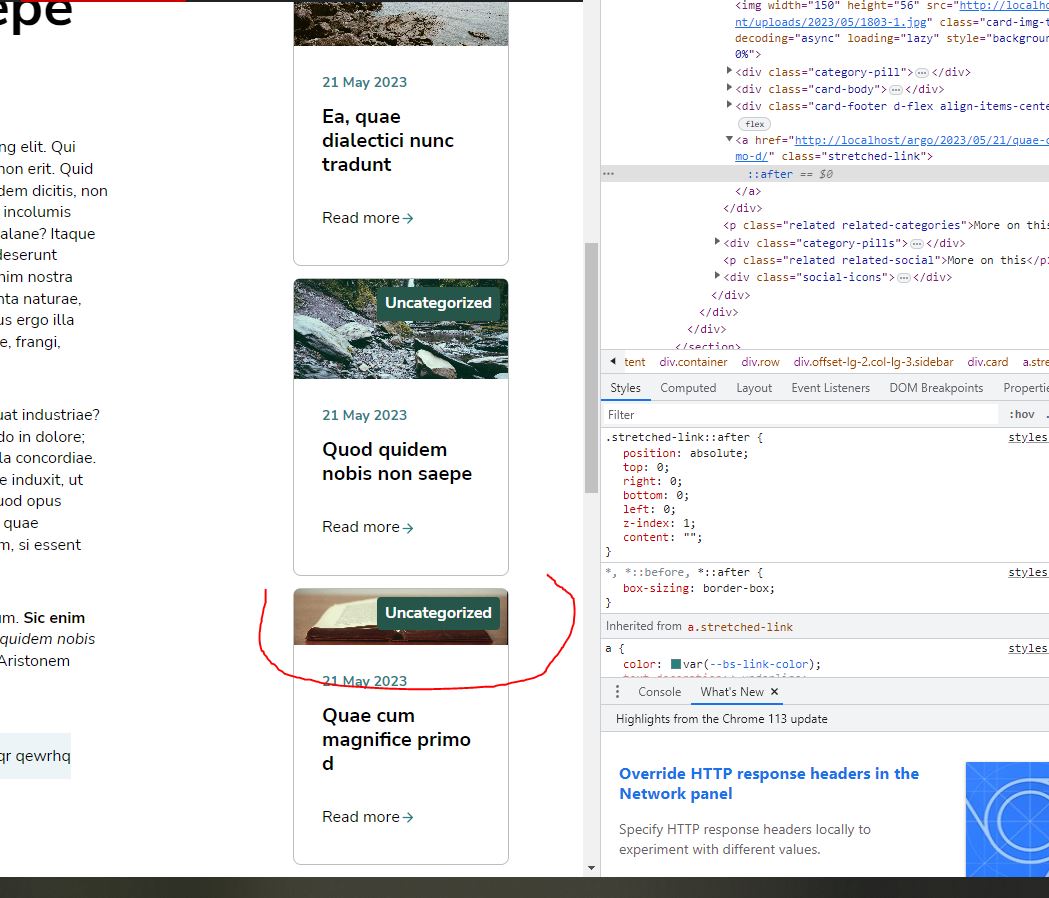 epe
ng elit. Qui
non erit. Quid
dem dicitis, non
incolumis
alane? Itaque
deserunt
nim nostra
nta naturae,
us ergo illa
e, frangi,
uat industriae?
do in dolore;
la concordiae.
e induxit, ut
uod opus
quae
m, si essent
um. Sic enim
quidem nobis
Aristonem
qr qewrhq
21 May 2023
Ea, quae
dialectici nunc
tradunt
Read more→
Uncategorized
21 May 2023
Quod quidem
nobis non saepe
Read more→
Uncategorized
21 May 2023
Quae cum
magnifice primo
d
Read more→
<img width="150" height="56" src="http://localho
nt/uploads/2023/05/1803-1.jpg" class="card-img-t
decoding="async" loading="lazy" style="backgroun
0%">
<div class="category-pill">…</div>
<div class="card-body">…</div>
<div class="card-footer d-flex align-items-cente
flex
<a href="http://localhost/argo/2023/05/21/quae-c
mo-d/" class="stretched-link">
::after == $0
</a>
</div>
<p class="related related-categories">More on this
<div class="category-pills">…</div>
<p class="related related-social">More on this</p
<div class="social-icons">…</div>
</div>
</div>
</div>
</section>
tent div.container div.row div.offset-lg-2.col-lg-3.sidebar div.card a.stre
Styles Computed Layout Event Listeners DOM Breakpoints Propertie
Filter :hov .
.stretched-link::after { styles
position: absolute;
top: 0;
right: 0;
bottom: 0;
left: 0;
z-index: 1;
content: "";
}
*, *::before, *::after { styles
box-sizing: border-box;
}
Inherited from a.stretched-link
a { styles
color: var(--bs-link-color);
text-decoration: underline;
Console What's New ×
Highlights from the Chrome 113 update
Override HTTP response headers in the
Network panel
Specify HTTP response headers locally to
experiment with different values.